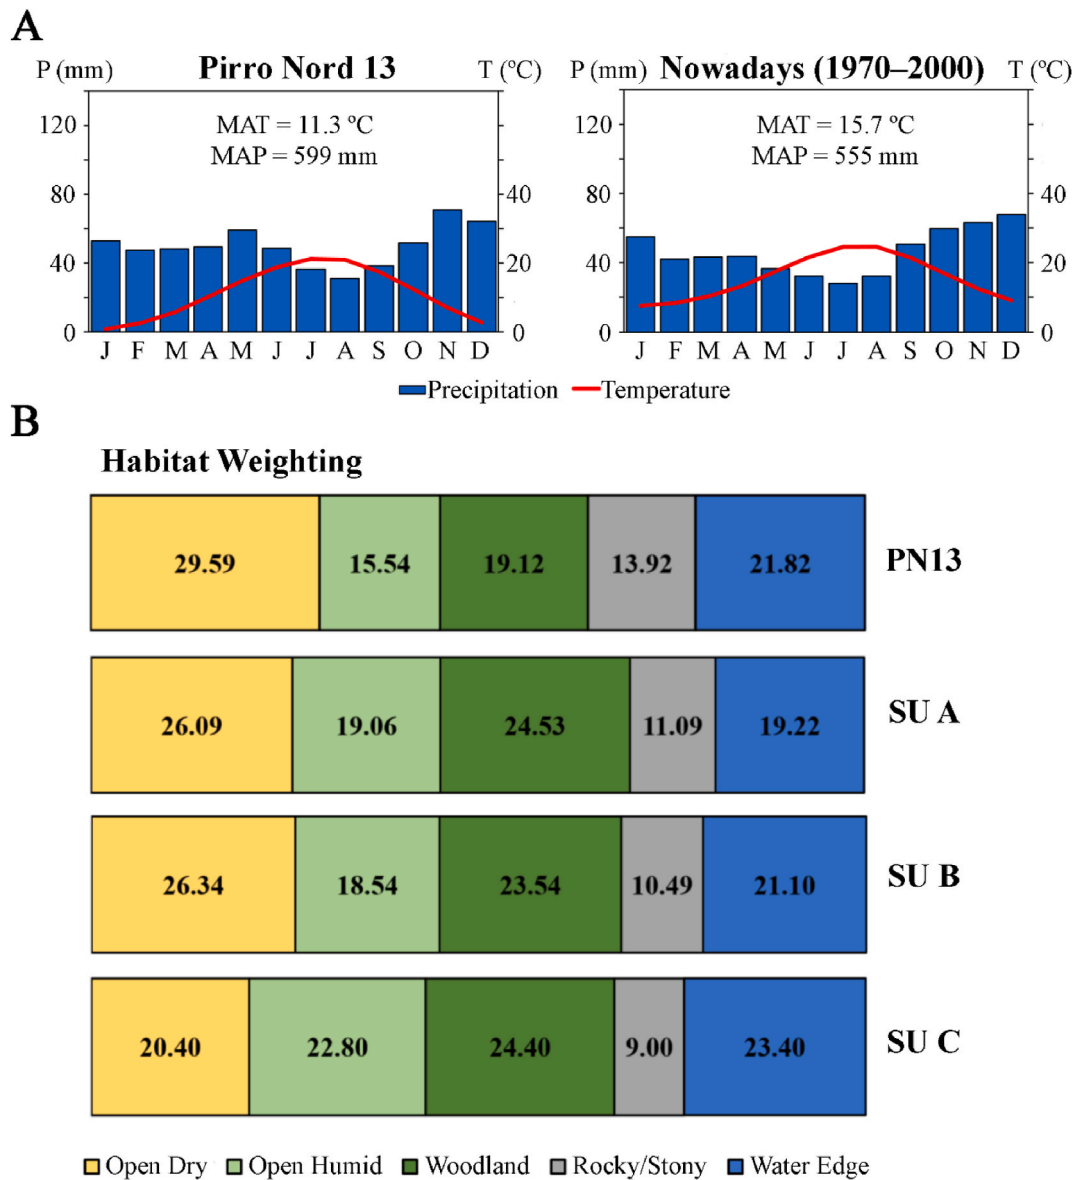 A
P (mm) Pirro Nord 13 T (ºC)
MAT = 11.3 ºC
MAP = 599 mm
120
80
40
0
40
20
0
J F M A M J J A S O N D
P (mm) Nowadays (1970–2000) T (ºC)
MAT = 15.7 ºC
MAP = 555 mm
120
80
40
0
40
20
0
J F M A M J J A S O N D
Precipitation Temperature
B
Habitat Weighting
29.59 15.54 19.12 13.92 21.82 PN13
26.09 19.06 24.53 11.09 19.22 SU A
26.34 18.54 23.54 10.49 21.10 SU B
20.40 22.80 24.40 9.00 23.40 SU C
Open Dry Open Humid Woodland Rocky/Stony Water Edge